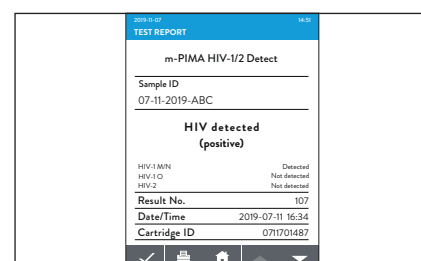 2019-11-07 14:51
TEST REPORT
m-PIMA HIV-1/2 Detect
Sample ID
07-11-2019-ABC
HIV detected
(positive)
HIV-1 M/N Detected
HIV-1 O Not detected
HIV-2 Not detected
Result No. 107
Date/Time 2019-07-11 16:34
Cartridge ID 0711701487